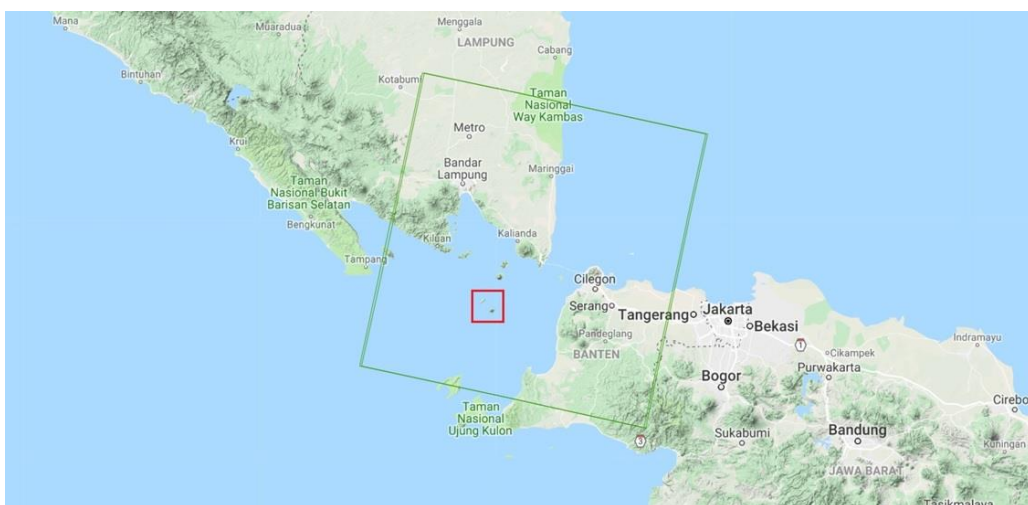 Mana
Muaradua
Menggala
LAMPUNG
Cabang
Bintuhan
Kotabumi
Taman
Nasional
Way Kambas
Metro
Krui
Bandar
Lampung
Maringgai
Taman
Nasional Bukit
Barisan Selatan
Bengkunat
Kiluan
Kalianda
Tampang
Cilegon
Serang
Tangerang
Jakarta
Bekasi
Pandeglang
BANTEN
1
Cikampek
Indramayu
Purwakarta
Bogor
Cirebo
Taman
Nasional
Ujung Kulon
3
Sukabumi
Bandung
Kuningan
JAWA BARAT
Tasikmalaya